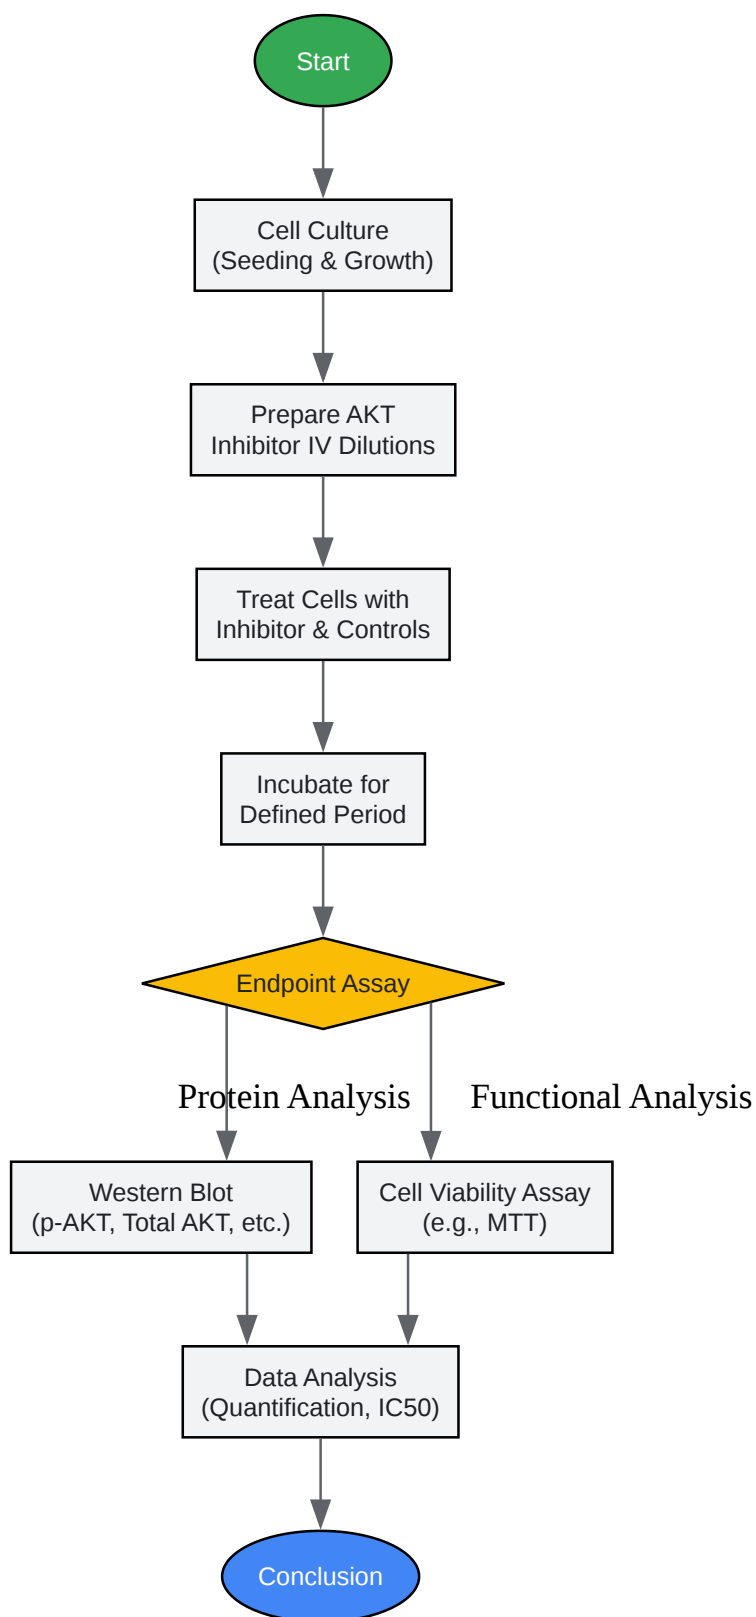 Start
Cell Culture
(Seeding & Growth)
Prepare AKT
Inhibitor IV Dilutions
Treat Cells with
Inhibitor & Controls
Incubate for
Defined Period
Endpoint Assay
Protein Analysis
Functional Analysis
Western Blot
(p-AKT, Total AKT, etc.)
Cell Viability Assay
(e.g., MTT)
Data Analysis
(Quantification, IC50)
Conclusion